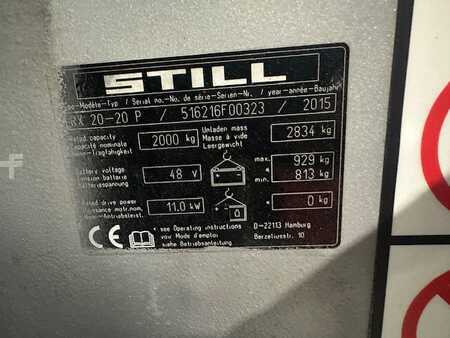 STILL
-Modèle-Typ / Serial no.-No. de série-Serien-Nr. / year-année-Baujahr
RX 20-20 P / 516216F00323 / 2015
capacity
capacité nominale
-tragfähigkeit
2000 kg
Unladen mass
Masse à vide
Leergewicht
2834 kg
Battery voltage
tension batterie
Batteriespannung
48 V
max. 929 kg
*
min. 813 kg
drive power
puissance motr.nom.
-Antriebsleist.
11.0 kW
* 0 kg
CE
* see Operating instructions
voir Mode d'emploi
siehe Betriebsanleitung
D-22113 Hamburg
Berzeliusstr. 10